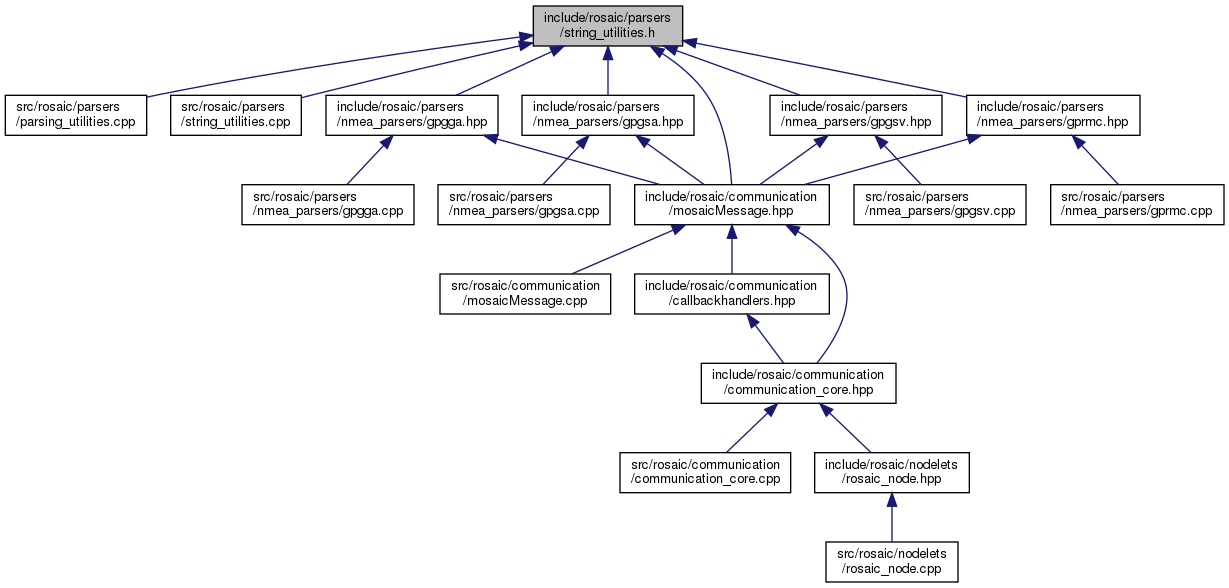 include/rosaic/parsers
/string_utilities.h
src/rosaic/parsers
/parsing_utilities.cpp
src/rosaic/parsers
/string_utilities.cpp
include/rosaic/parsers
/nmea_parsers/gpgga.hpp
include/rosaic/parsers
/nmea_parsers/gpgsa.hpp
include/rosaic/parsers
/nmea_parsers/gpgsv.hpp
include/rosaic/parsers
/nmea_parsers/gprmc.hpp
src/rosaic/parsers
/nmea_parsers/gpgga.cpp
src/rosaic/parsers
/nmea_parsers/gpgsa.cpp
include/rosaic/communication
/mosaicMessage.hpp
src/rosaic/parsers
/nmea_parsers/gpgsv.cpp
src/rosaic/parsers
/nmea_parsers/gprmc.cpp
src/rosaic/communication
/mosaicMessage.cpp
include/rosaic/communication
/callbackhandlers.hpp
include/rosaic/communication
/communication_core.hpp
src/rosaic/communication
/communication_core.cpp
include/rosaic/nodelets
/rosaic_node.hpp
src/rosaic/nodelets
/rosaic_node.cpp